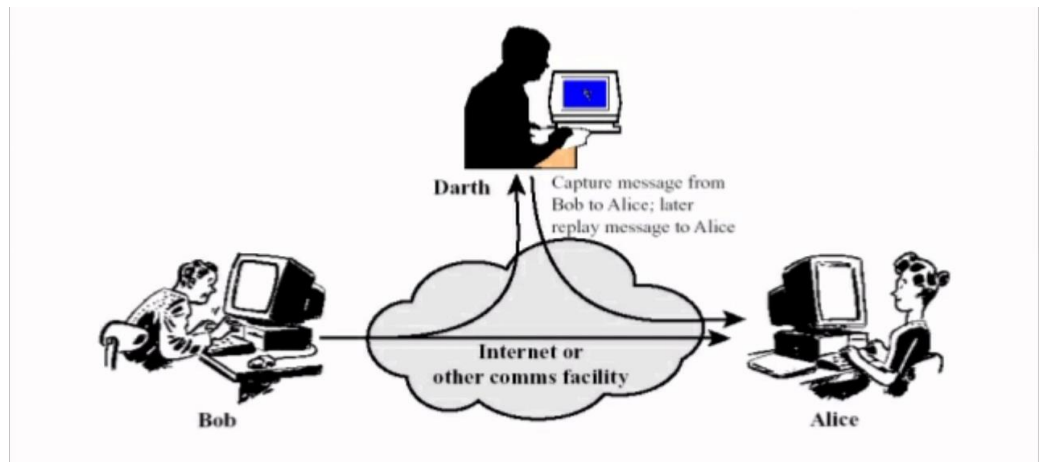 Darth
Capture message from
Bob to Alice; later
replay message to Alice
Internet or
other comms facility
Bob
Alice